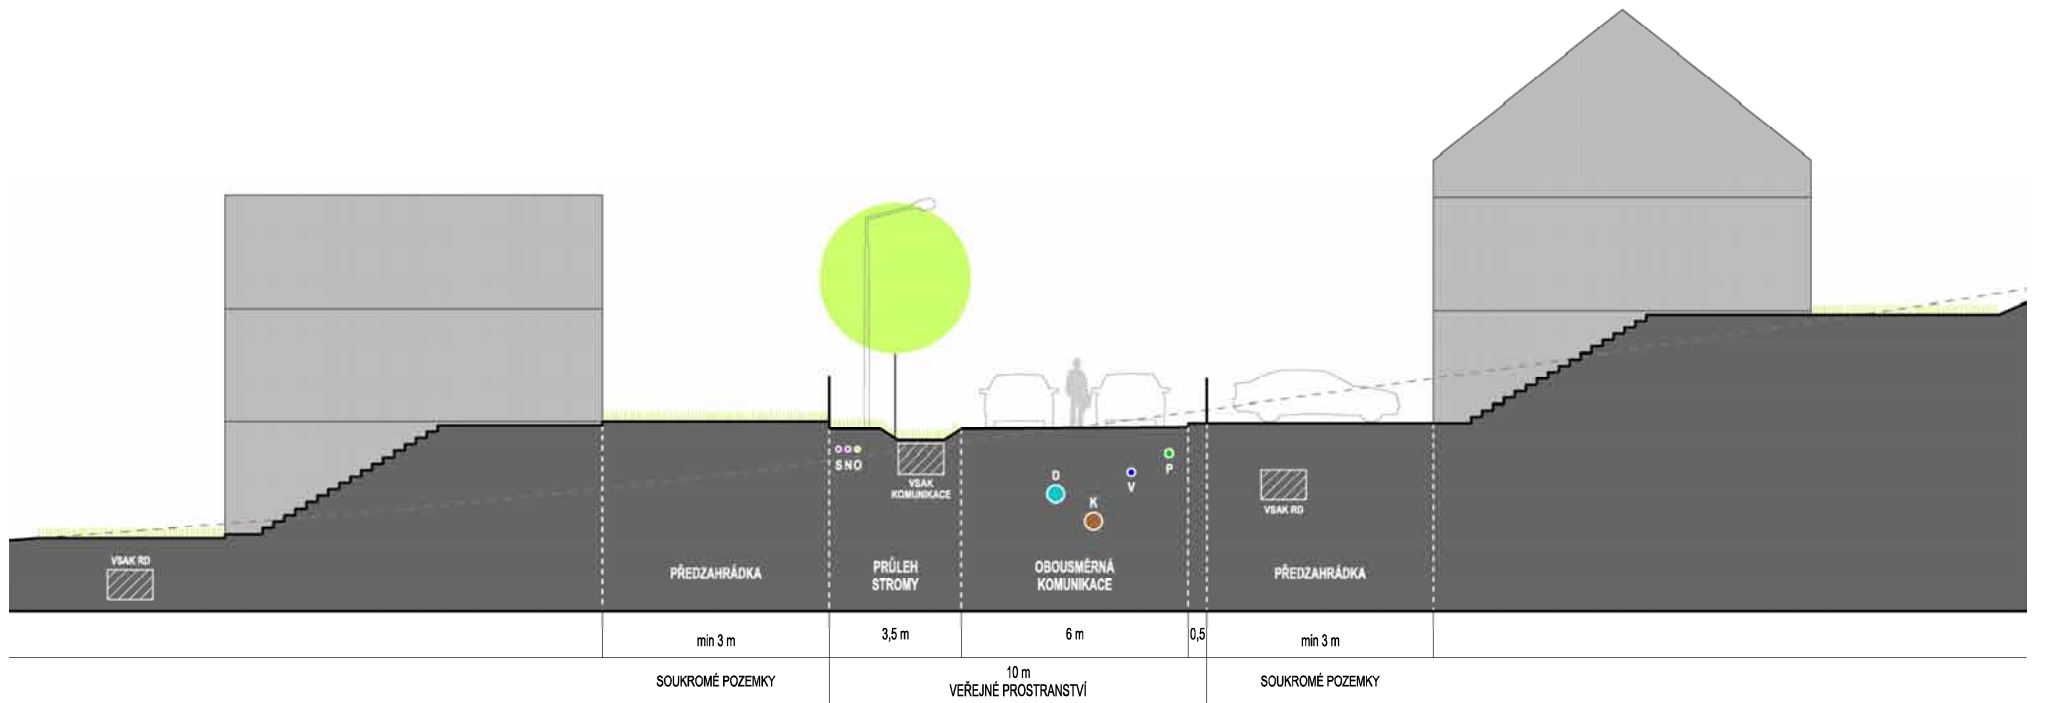 SNO
VSAK
KOMUNIKACE
D
K
V
P
VSAK RD
VSAK RD
PŘEDZAHRÁDKA
PRŮLEH
STROMY
OBOUSMĚRNÁ
KOMUNIKACE
PŘEDZAHRÁDKA
min 3 m
3,5 m
6 m
0,5
min 3 m
SOUKROMÉ POZEMKY
10 m
VEŘEJNÉ PROSTRANSTVÍ
SOUKROMÉ POZEMKY